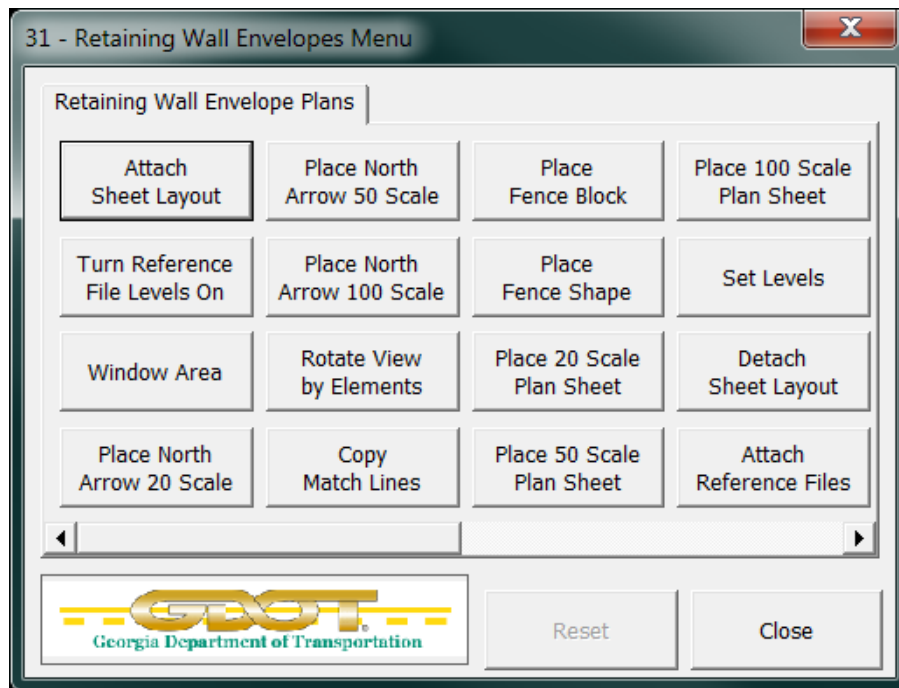 31 - Retaining Wall Envelopes Menu
X
Retaining Wall Envelope Plans
Attach
Sheet Layout
Place North
Arrow 50 Scale
Place
Fence Block
Place 100 Scale
Plan Sheet
Turn Reference
File Levels On
Place North
Arrow 100 Scale
Place
Fence Shape
Set Levels
Window Area
Rotate View
by Elements
Place 20 Scale
Plan Sheet
Detach
Sheet Layout
Place North
Arrow 20 Scale
Copy
Match Lines
Place 50 Scale
Plan Sheet
Attach
Reference Files
GDOT
Georgia Department of Transportation
Reset
Close